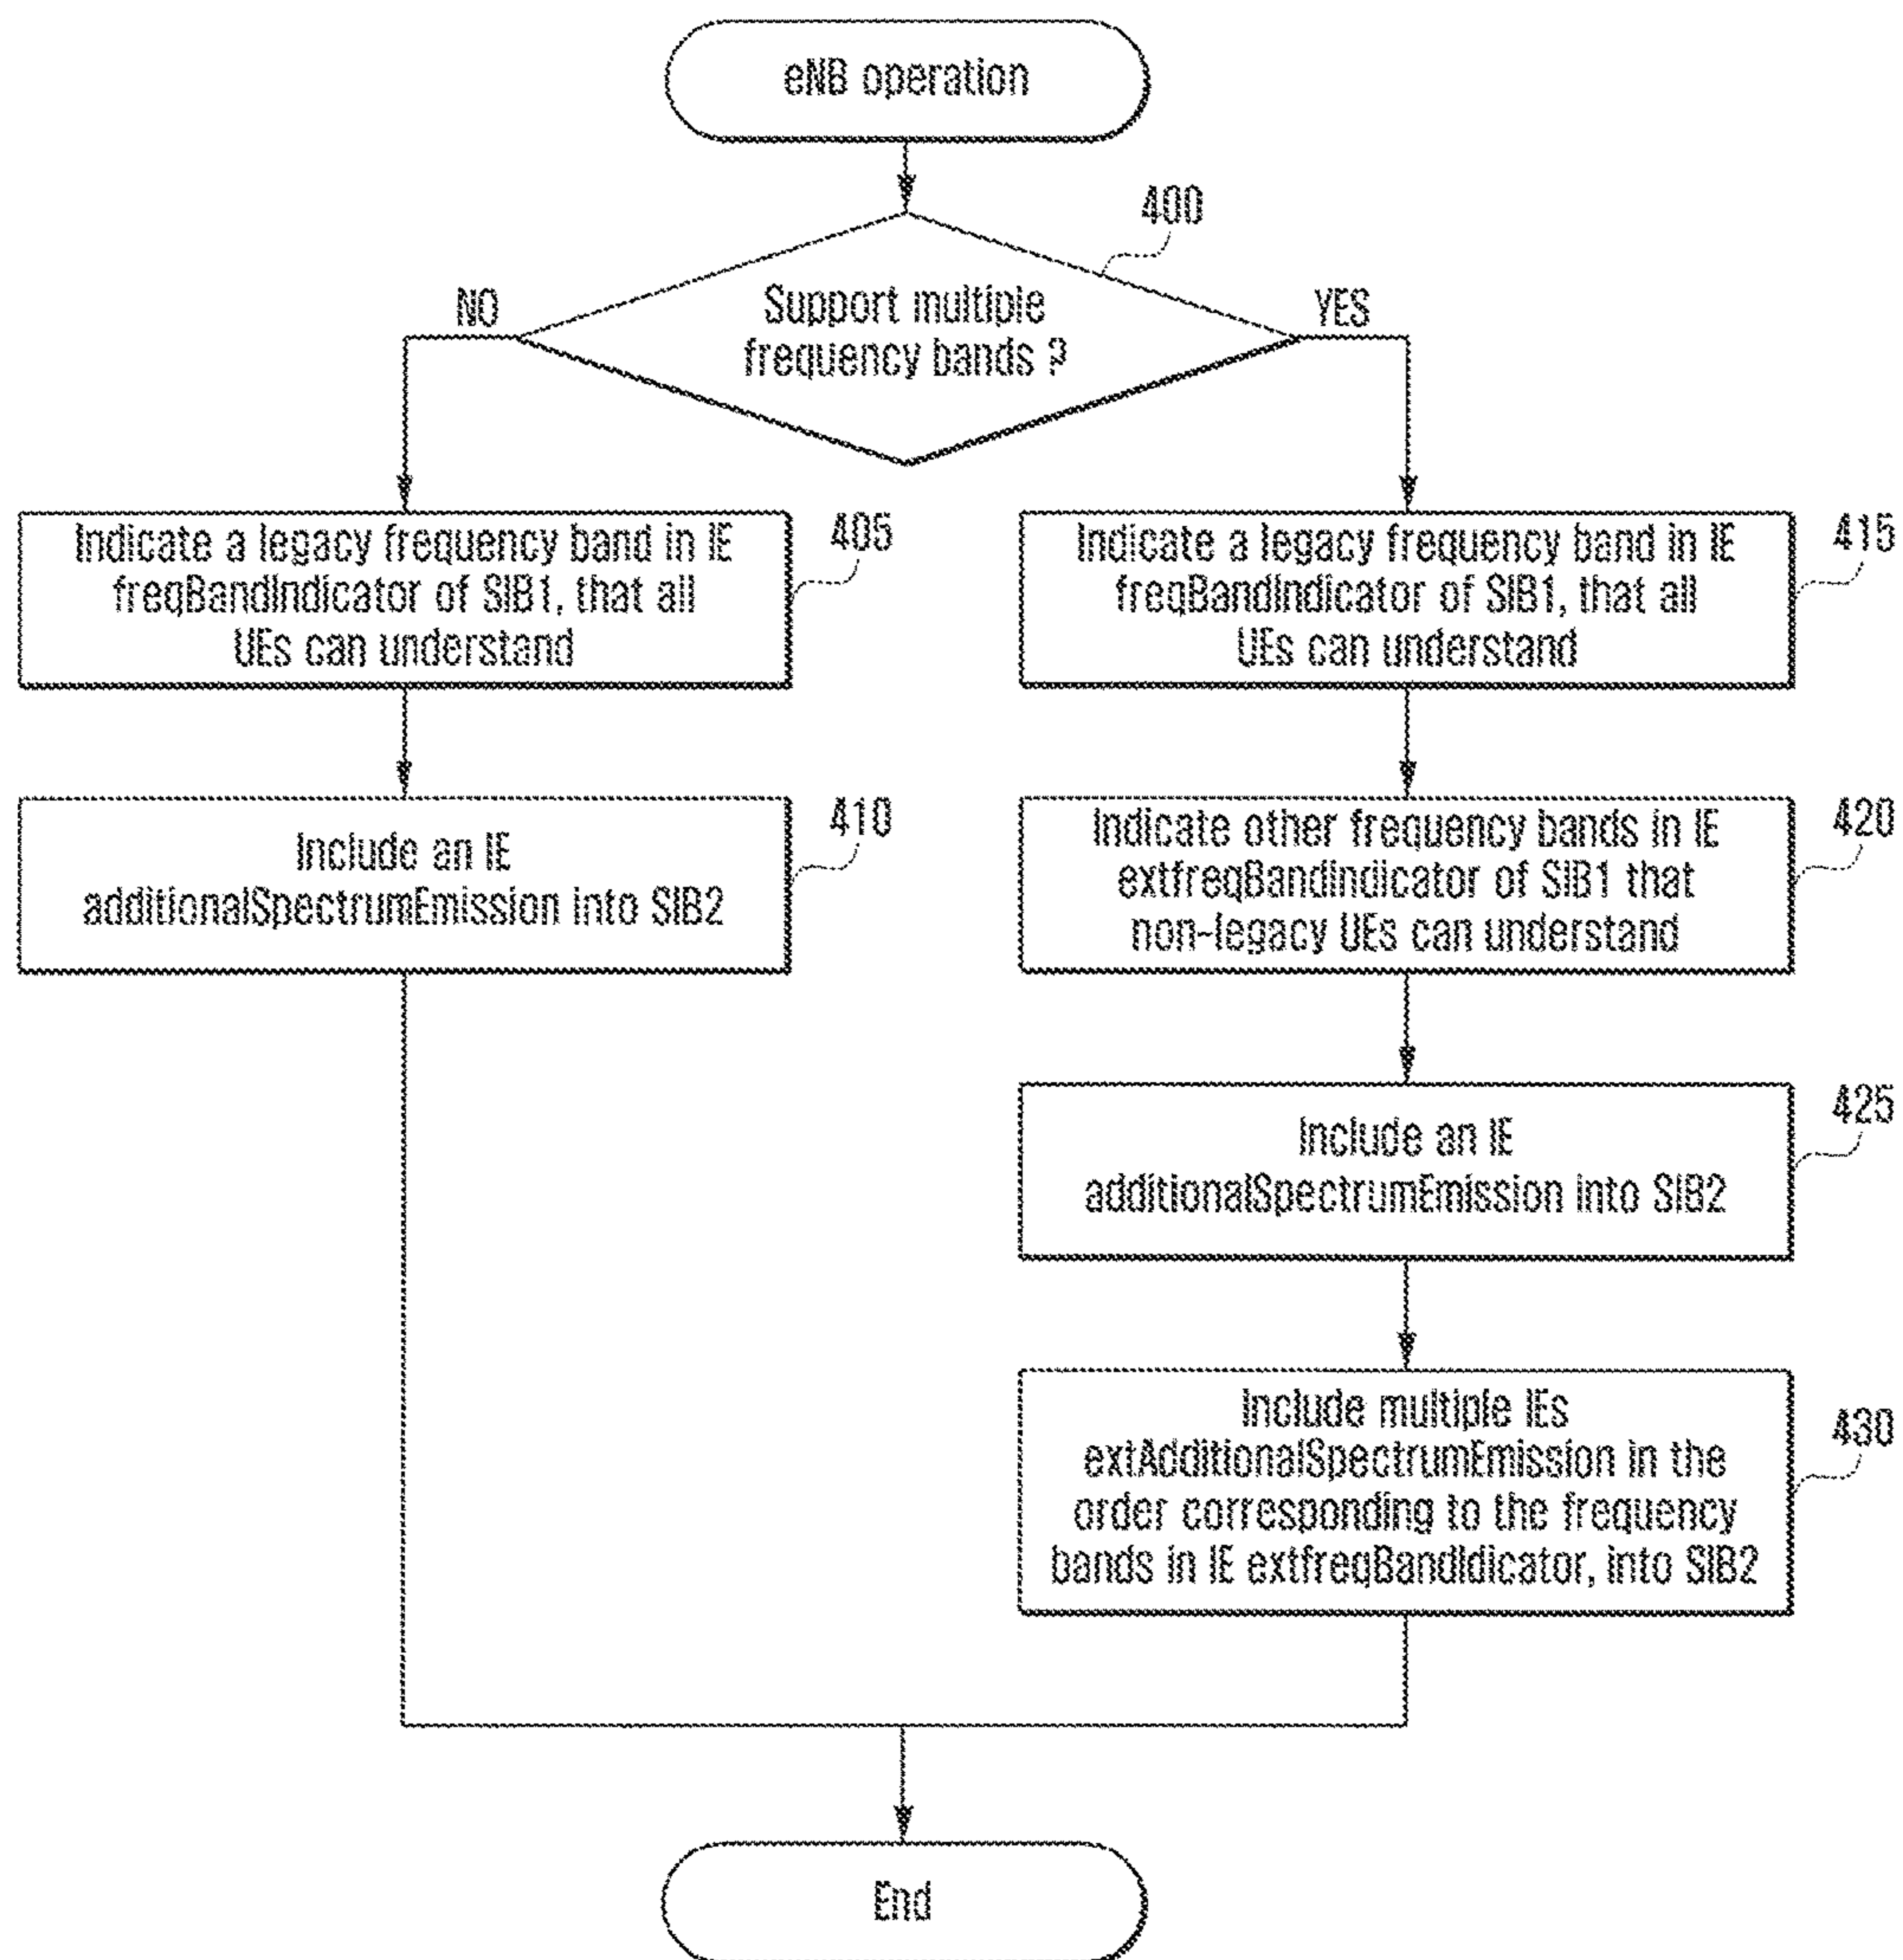 eNB operation
400
NO
Support multiple
frequency bands ?
YES
Indicate a legacy frequency band in IE
freqBandIndicator of SIB1, that all
UEs can understand
405
Indicate a legacy frequency band in IE
freqBandIndicator of SIB1, that all
UEs can understand
415
Include an IE
additionalSpectrumEmission into SIB2
410
Indicate other frequency bands in IE
extfreqBandIndicator of SIB1 that
non-legacy UEs can understand
420
Include an IE
additionalSpectrumEmission into SIB2
425
Include multiple IEs
extAdditionalSpectrumEmission in the
order corresponding to the frequency
bands in IE extfreqBandIdicator, into SIB2
430
End